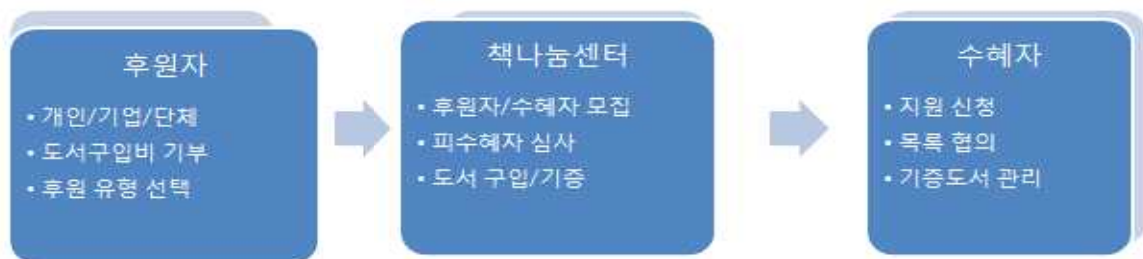 후원자
• 개인/기업/단체
• 도서구입비 기부
• 후원 유형 선택
책나눔센터
• 후원자/수혜자 모집
• 피수혜자 심사
• 도서 구입/기증
수혜자
• 지원 신청
• 목록 협의
• 기증도서 관리